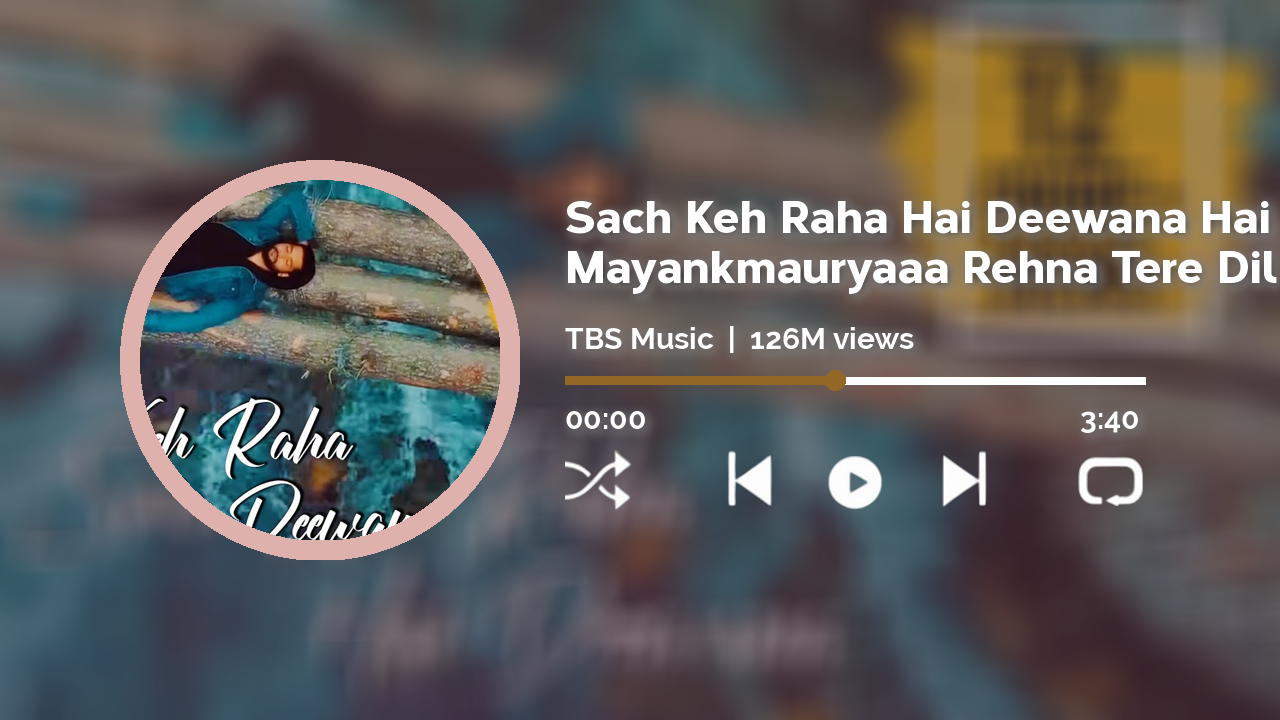 Sach Keh Raha Hai Deewana Hai
Mayankmauryaaa Rehna Tere Dil
TBS Music | 126M views
00:00
3:40
Raha